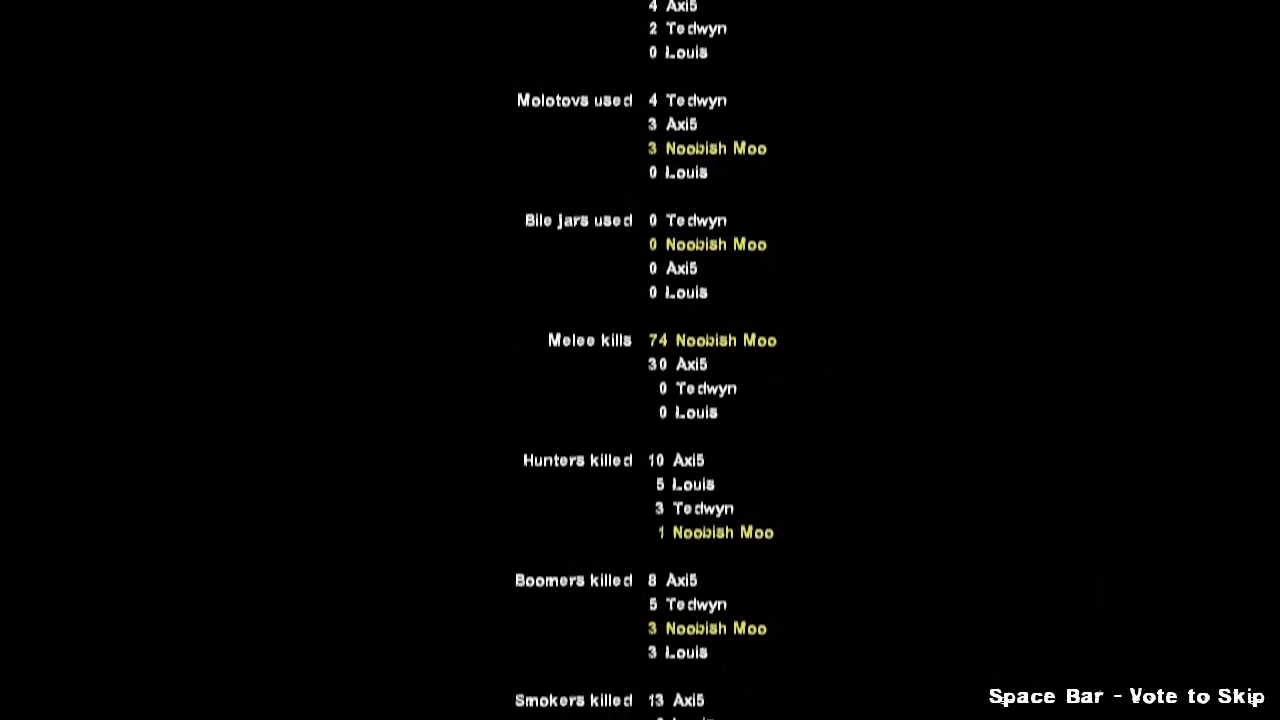 4 Axi5
2 Tedwyn
0 Louis
Molotovs used 4 Tedwyn
3 Axi5
3 Noobish Moo
0 Louis
Bile jars used 0 Tedwyn
0 Noobish Moo
0 Axi5
0 Louis
Melee kills 74 Noobish Moo
30 Axi5
0 Tedwyn
0 Louis
Hunters killed 10 Axi5
5 Louis
3 Tedwyn
1 Noobish Moo
Boomers killed 8 Axi5
5 Tedwyn
3 Noobish Moo
3 Louis
Smokers killed 13 Axi5
Space Bar - Vote to Skip